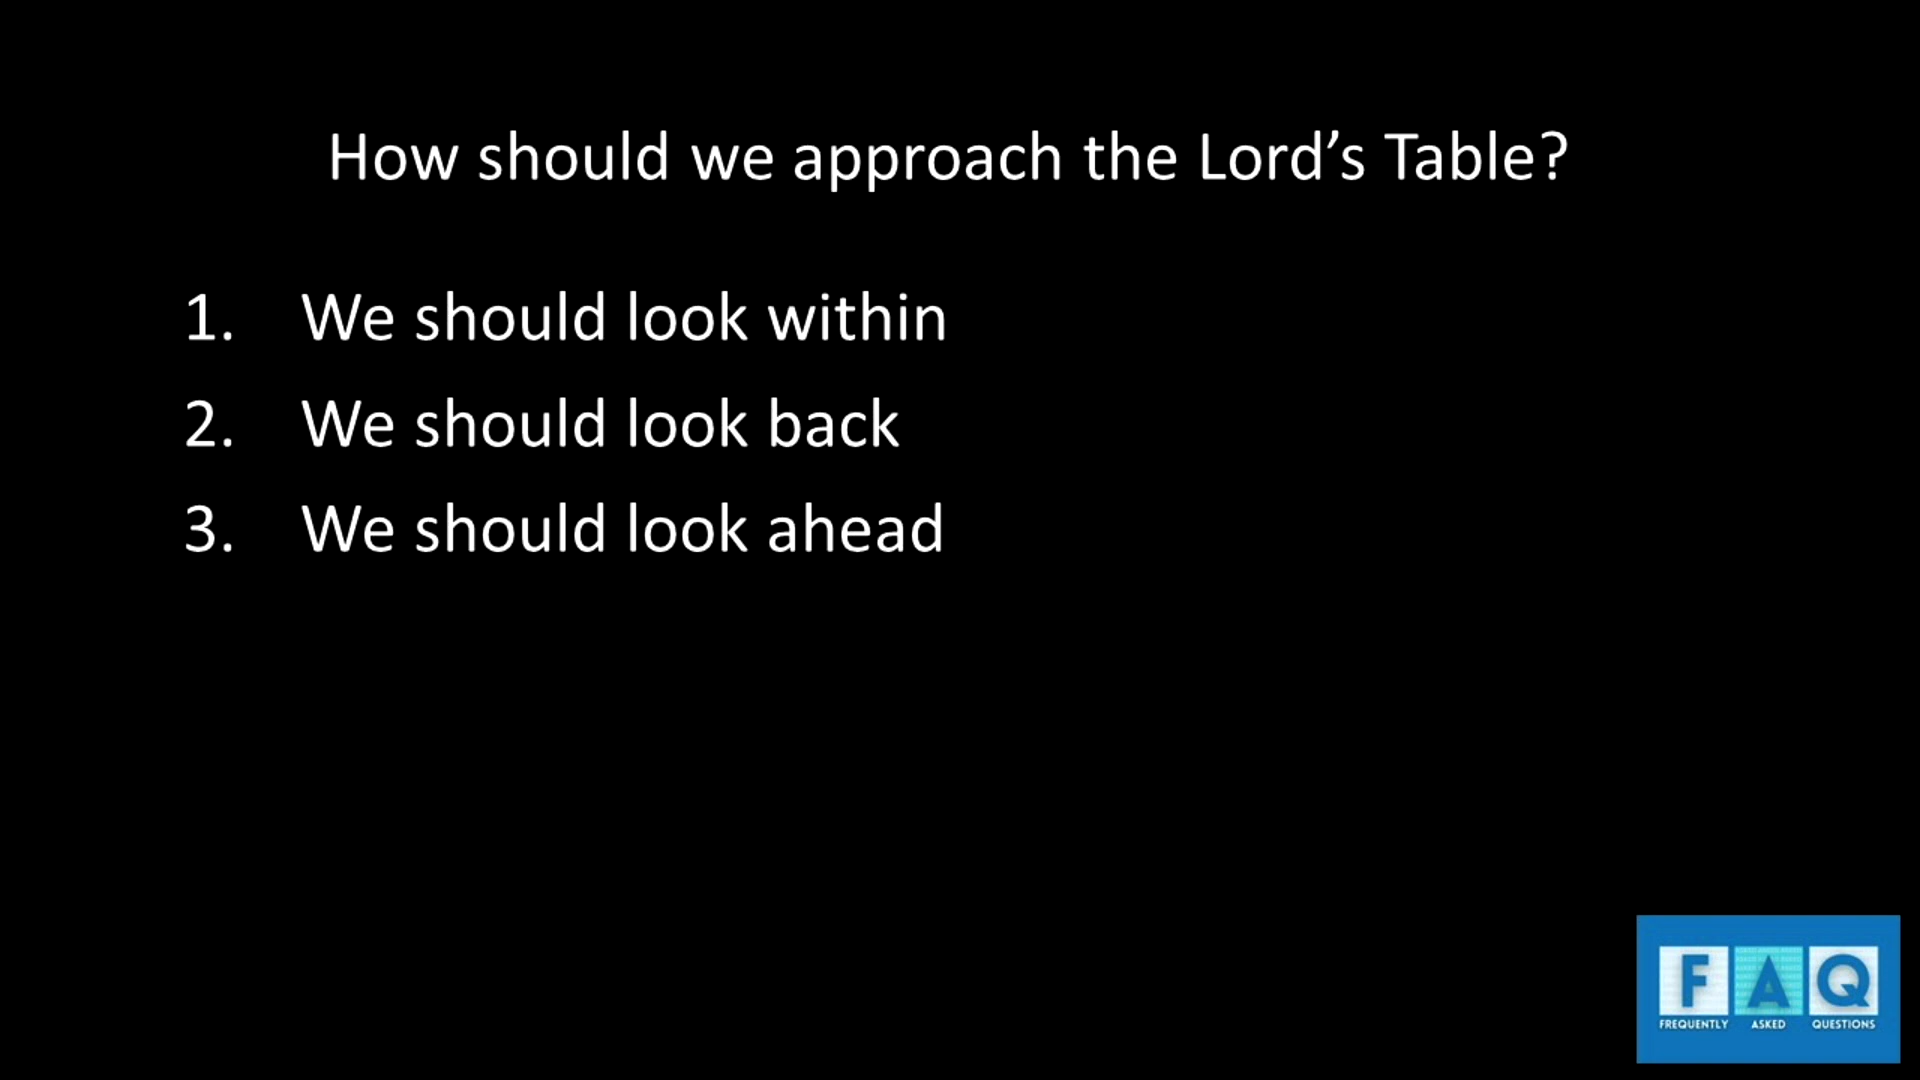 How should we approach the Lord’s Table?
1. We should look within
2. We should look back
3. We should look ahead
F A Q
FREQUENTLY ASKED QUESTIONS